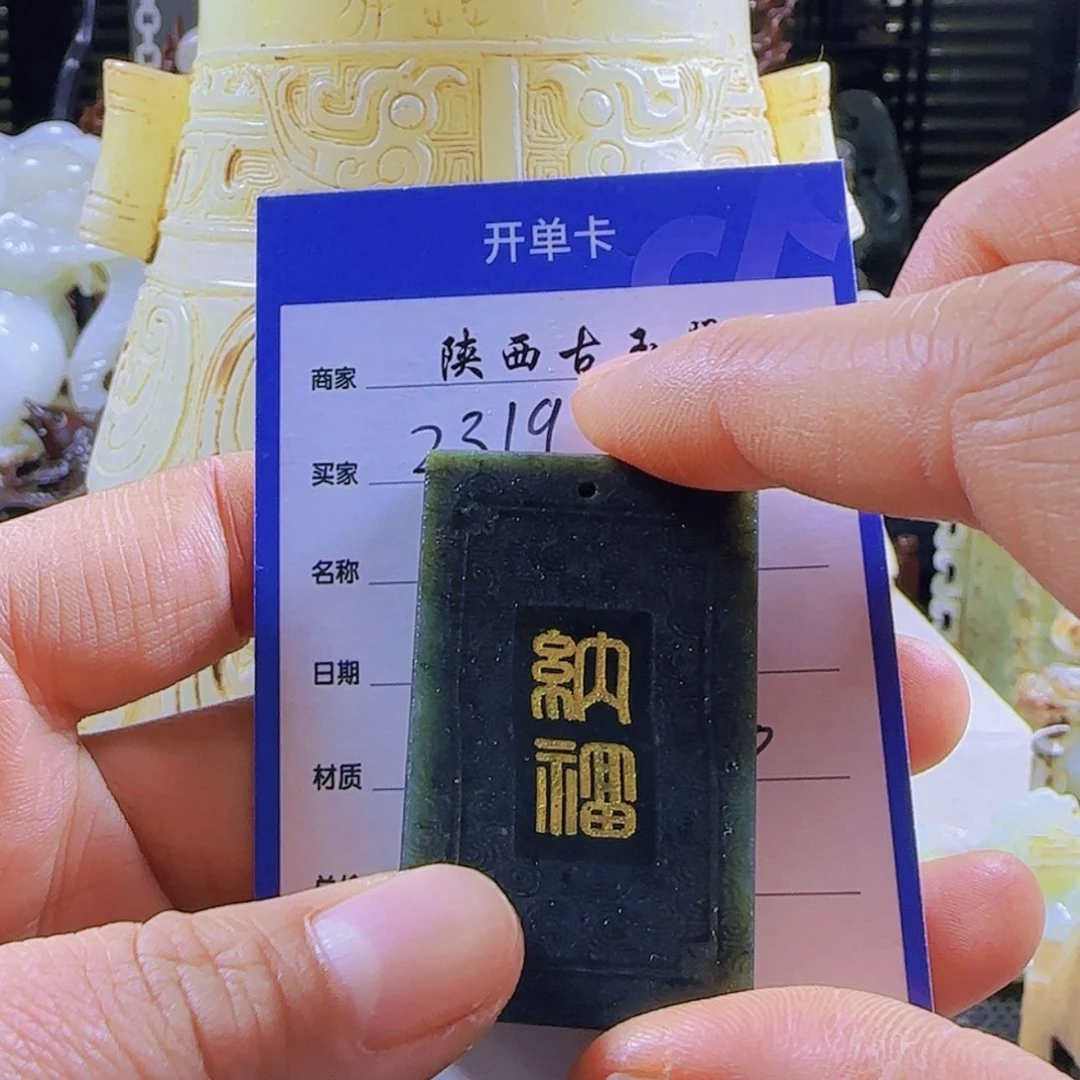 开单卡
商家 陕西古玉
买家 2319
名称
日期
材质
納
福